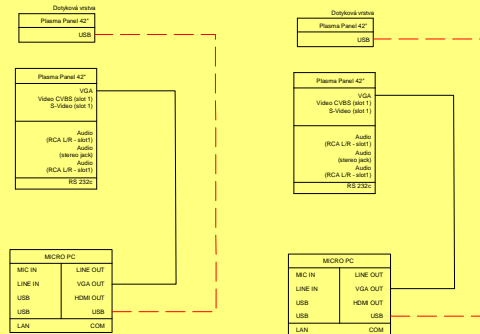 Dotyková vrstva
Plasma Panel 42"
USB
Plasma Panel 42"
VGA
Video CVBS (slot 1)
S-Video (slot 1)
Audio
(RCA L/R - slot1)
Audio
(stereo jack)
Audio
(RCA L/R - slot1)
RS 232c
MICRO PC
MIC IN LINE OUT
LINE IN VGA OUT
USB HDMI OUT
USB USB
LAN COM
Dotyková vrstva
Plasma Panel 42"
USB
Plasma Panel 42"
VGA
Video CVBS (slot 1)
S-Video (slot 1)
Audio
(RCA L/R - slot1)
Audio
(stereo jack)
Audio
(RCA L/R - slot1)
RS 232c
MICRO PC
MIC IN LINE OUT
LINE IN VGA OUT
USB HDMI OUT
USB USB
LAN COM